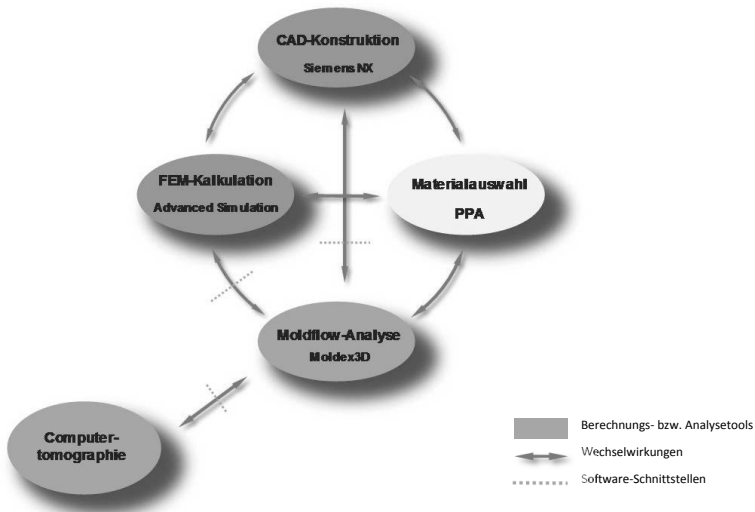 CAD-Konstruktion
Siemens NX
FEM-Kalkulation
Advanced Simulation
Materialauswahl
PPA
Moldflow-Analyse
Moldex3D
Computer-
tomographie
Berechnungs- bzw. Analysetools
Wechselwirkungen
Software-Schnittstellen